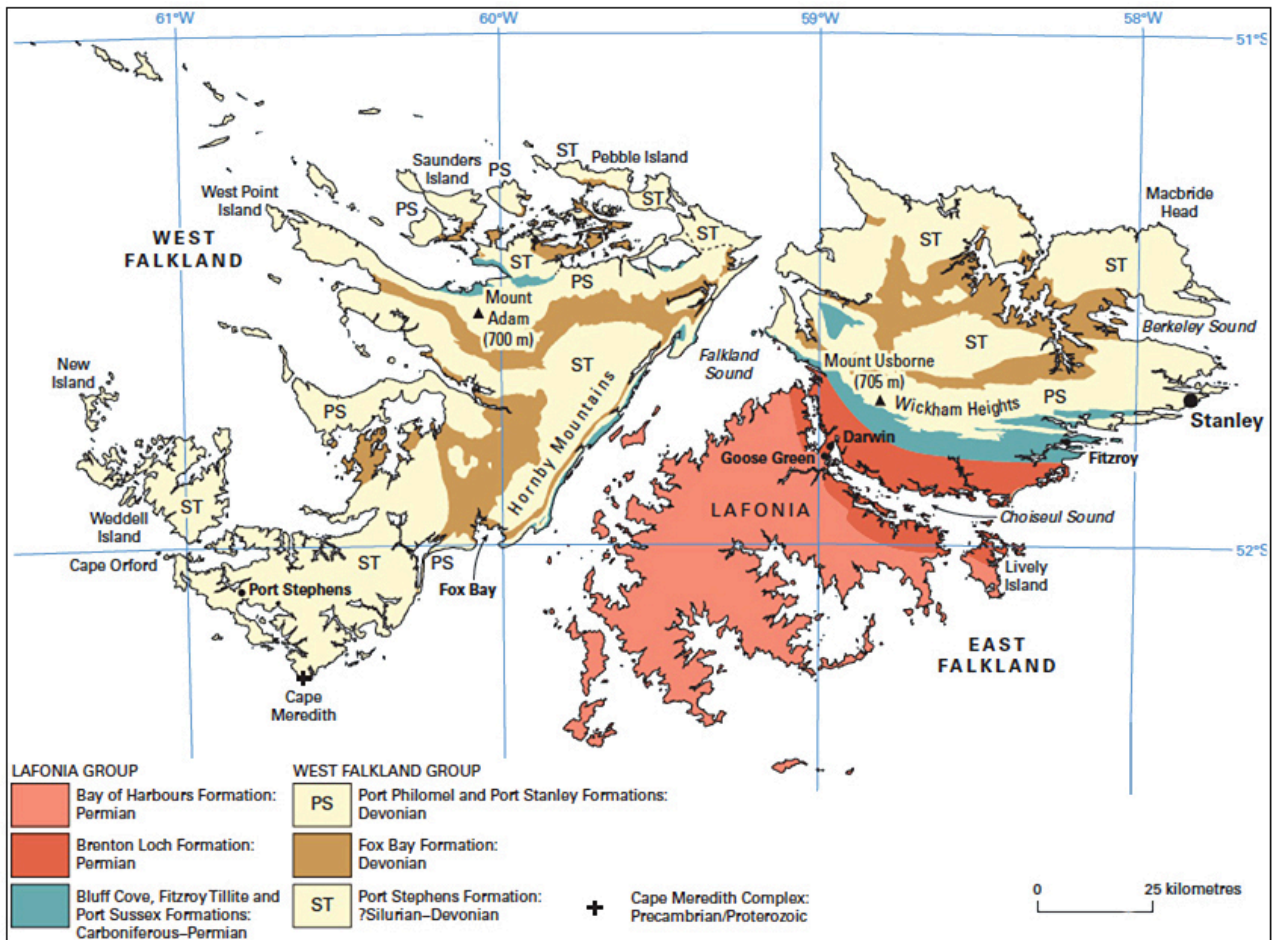 61°W
60°W
59°W
58°W
51°S
ST
Pebble Island
Saunders
Island
PS
West Point
Island
PS
ST
ST
WEST
FALKLAND
ST
PS
Mount
Adam
(700 m)
ST
Hornby Mountains
New
Island
PS
Weddell
Island
ST
Cape Orford
ST
PS
Port Stephens
Fox Bay
Cape
Meredith
Macbride
Head
ST
ST
Berkeley Sound
ST
Falkland
Sound
Mount Usborne
(705 m)
Wickham Heights
PS
Stanley
Darwin
Goose Green
Fitzroy
LAFONIA
Choiseul Sound
52°S
Lively
Island
EAST
FALKLAND
LAFONIA GROUP
Bay of Harbours Formation:
Permian
Brenton Loch Formation:
Permian
Bluff Cove, Fitzroy Tillite and
Port Sussex Formations:
Carboniferous–Permian
WEST FALKLAND GROUP
PS
Port Philomel and Port Stanley Formations:
Devonian
Fox Bay Formation:
Devonian
ST
Port Stephens Formation:
?Silurian–Devonian
Cape Meredith Complex:
Precambrian/Proterozoic
0
25 kilometres